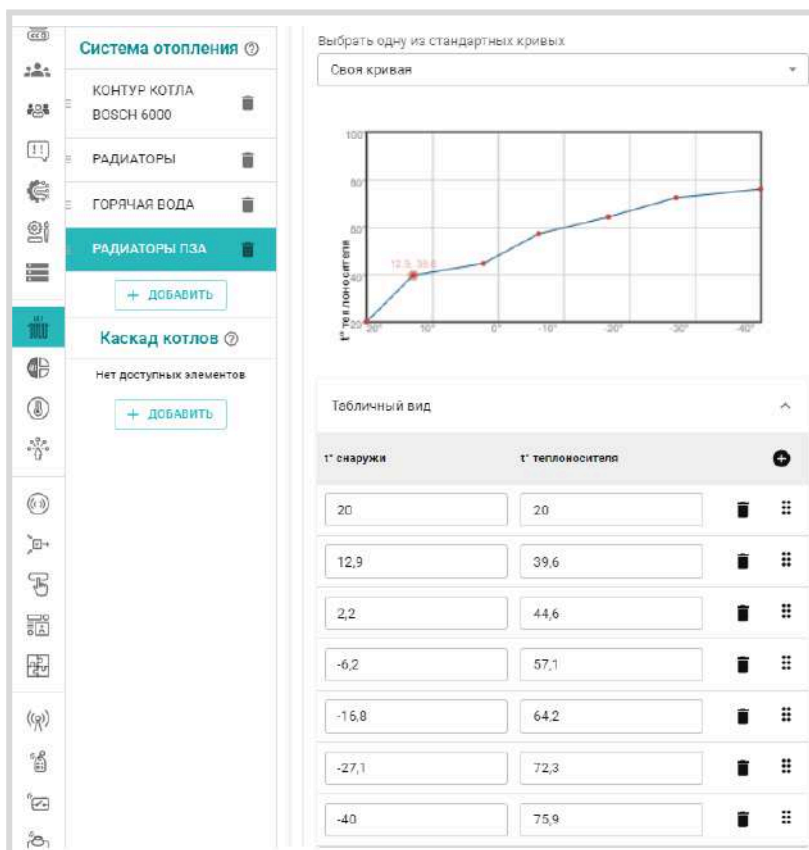 Система отопления
КОНТУР КОТЛА
BOSCH 6000
РАДИАТОРЫ
ГОРЯЧАЯ ВОДА
РАДИАТОРЫ ПЗА
+ ДОБАВИТЬ
Каскад котлов
Нет доступных элементов
+ ДОБАВИТЬ
Выбрать одну из стандартных кривых
Своя кривая
t° теплоносителя
100
80°
60°
40°
20°
12.9, 39.6
20°
10°
0°
-10°
-20°
-30°
-40°
Табличный вид
t° снаружи t° теплоносителя
20 20
12,9 39,6
2,2 44,6
-6,2 57,1
-16,8 64,2
-27,1 72,3
-40 75,9